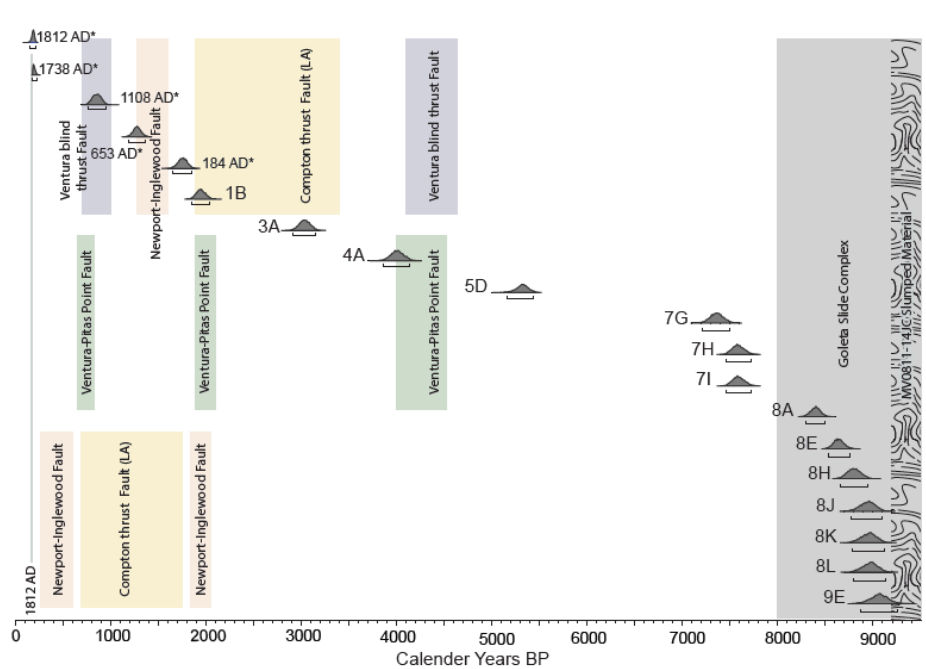 1812 AD*
1738 AD*
1108 AD*
653 AD*
184 AD*
1B
3A
4A
5D
7G
7H
7I
8A
8E
8H
8J
8K
8L
9E
Ventura blind
thrust Fault
Newport-Inglewood Fault
Compton thrust Fault (LA)
Ventura blind thrust Fault
Ventura-Pitas Point Fault
Ventura-Pitas Point Fault
Ventura-Pitas Point Fault
Goleta Slide Complex
MV0811-14JC Slumped Material
1812 AD
Newport-Inglewood Fault
Compton thrust Fault (LA)
Newport-Inglewood Fault
0 1000 2000 3000 4000 5000 6000 7000 8000 9000
Calender Years BP